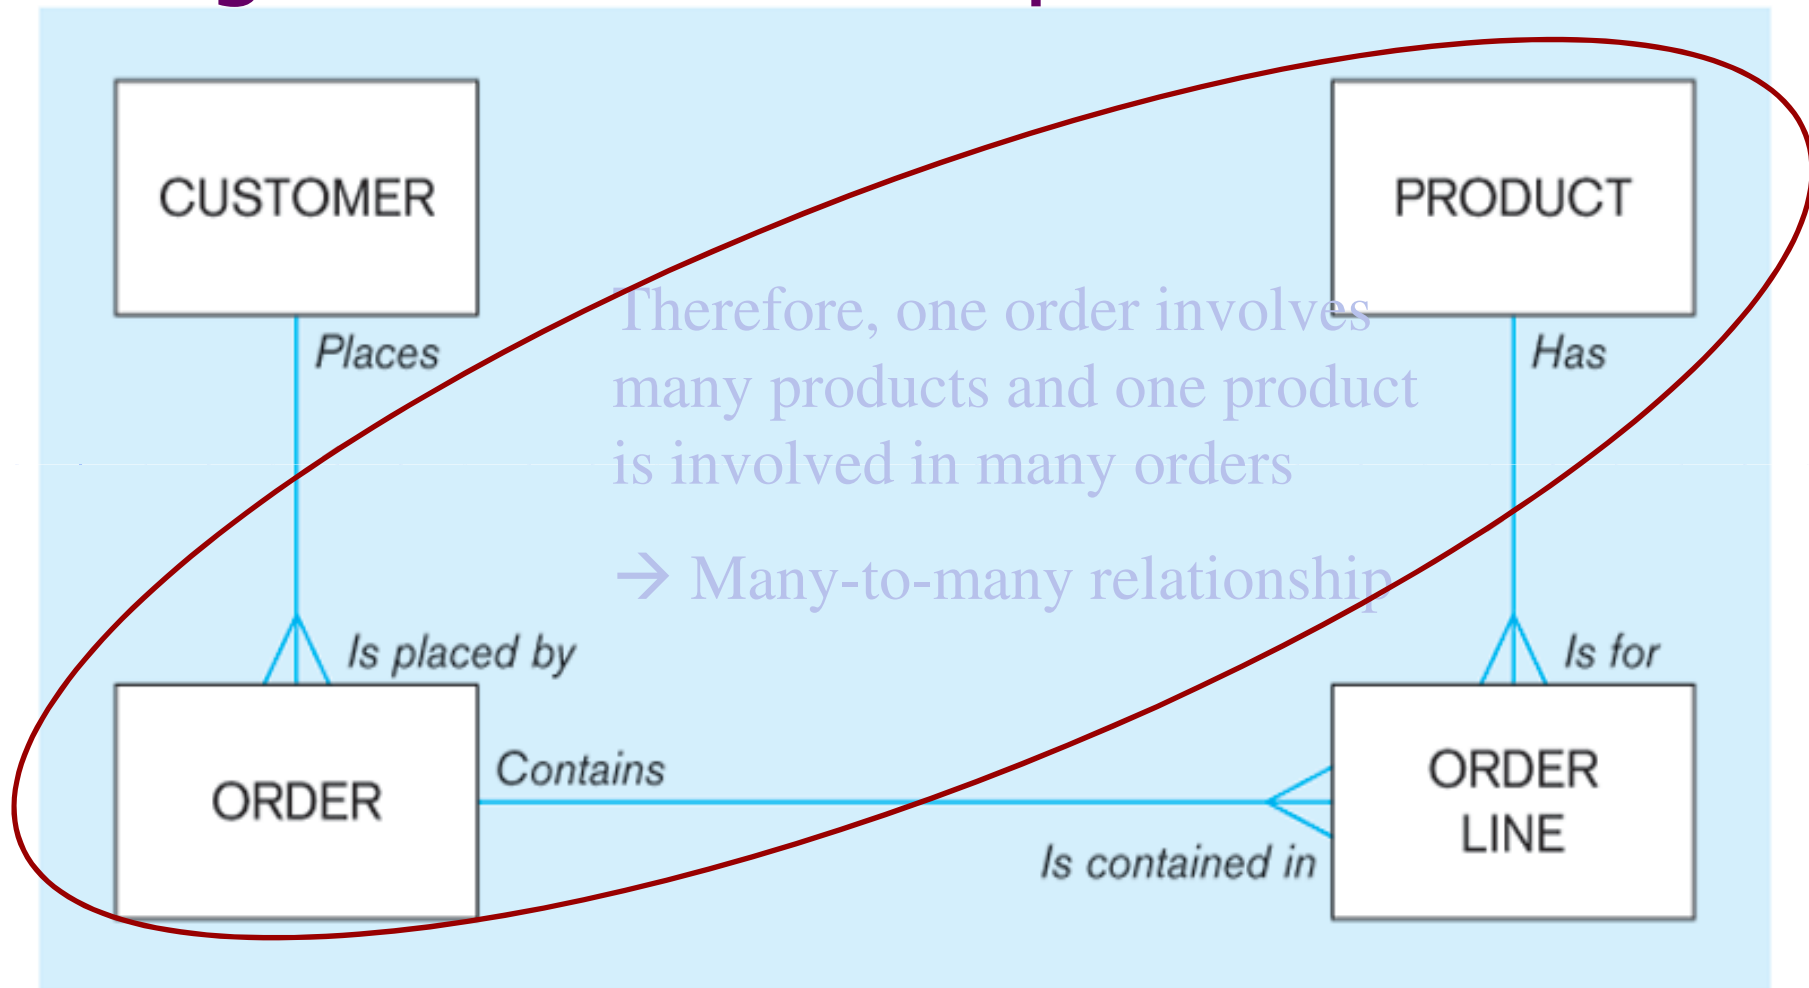 CUSTOMER
PRODUCT
Therefore, one order involves
Places
Has
many products and one product
is involved in many orders
→ Many-to-many relationship
Is placed by
Is for
ORDER
Contains
ORDER
LINE
Is contained in